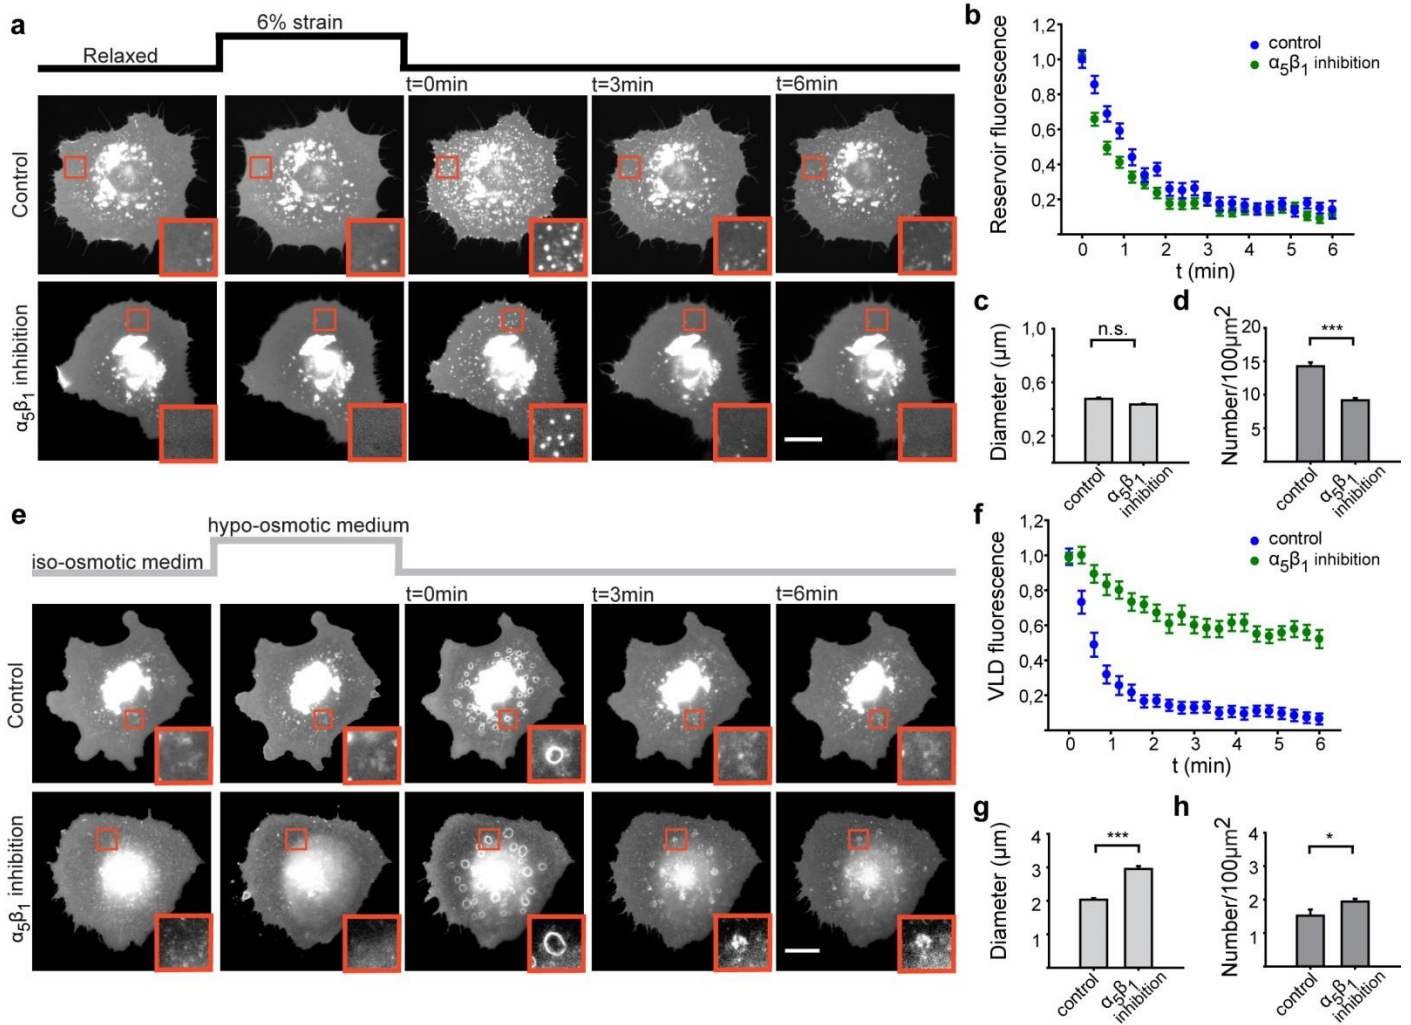 a
6% strain
Relaxed
t=0min
t=3min
t=6min
Control
α5β1 inhibition
b
1,2
1,0
0,8
0,6
0,4
0,2
Reservoir fluorescence
control
α5β1 inhibition
0 1 2 3 4 5 6
t (min)
c
n.s.
1,0
0,6
0,2
Diameter (µm)
control
α5β1
inhibition
d
***
20
15
10
5
Number/100µm2
control
α5β1
inhibition
e
hypo-osmotic medium
iso-osmotic medim
t=0min
t=3min
t=6min
Control
α5β1 inhibition
f
1,2
1,0
0,8
0,6
0,4
0,2
VLD fluorescence
control
α5β1 inhibition
0 1 2 3 4 5 6
t (min)
g
***
4
3
2
1
Diameter (µm)
control
α5β1
inhibition
h
*
4
3
2
1
Number/100µm2
control
α5β1
inhibition